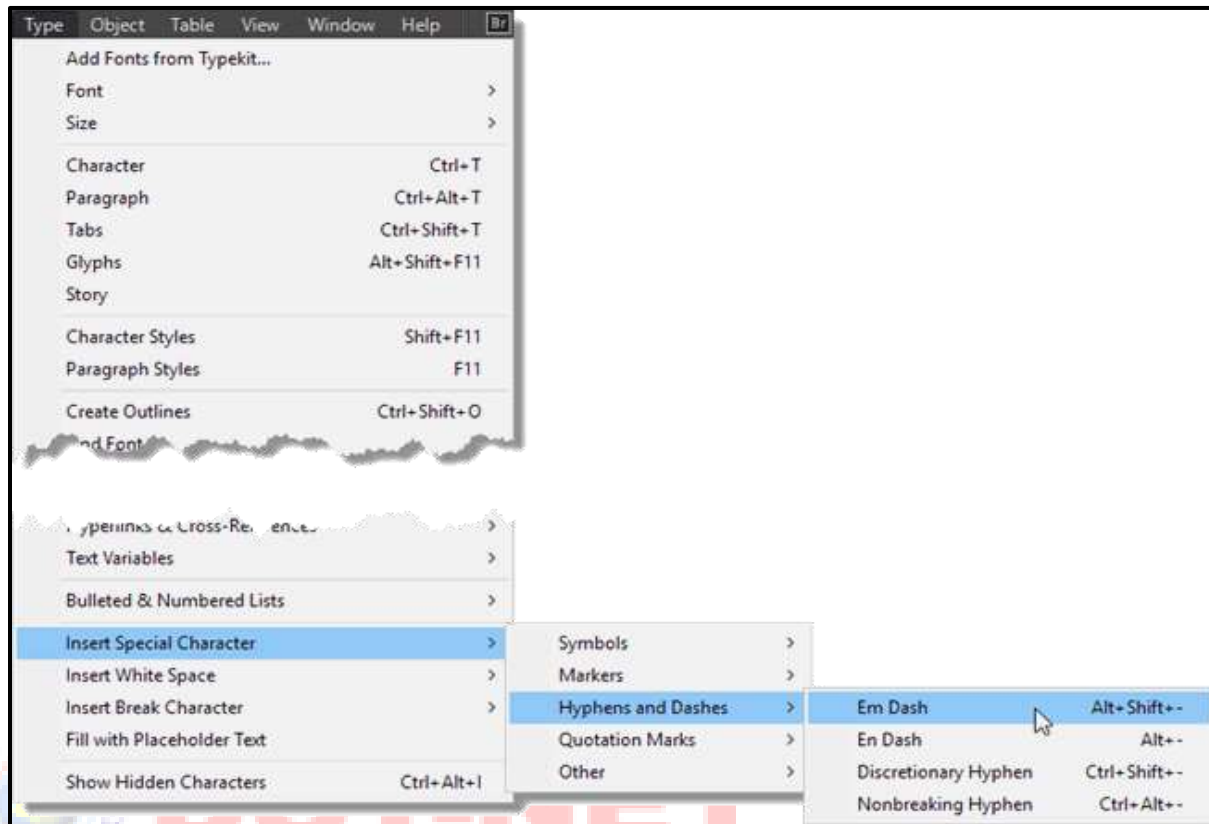 Type Object Table View Window Help Br
Add Fonts from Typekit...
Font >
Size >
Character Ctrl+T
Paragraph Ctrl+Alt+T
Tabs Ctrl+Shift+T
Glyphs Alt+Shift+F11
Story
Character Styles Shift+F11
Paragraph Styles F11
Create Outlines Ctrl+Shift+O
Font
>
Text Variables >
Bulleted & Numbered Lists >
Insert Special Character > Symbols >
Insert White Space > Markers >
Insert Break Character > Hyphens and Dashes > Em Dash Alt+Shift+-
Fill with Placeholder Text Quotation Marks > En Dash Alt+-
Show Hidden Characters Ctrl+Alt+I Other > Discretionary Hyphen Ctrl+Shift+-
Nonbreaking Hyphen Ctrl+Alt+-